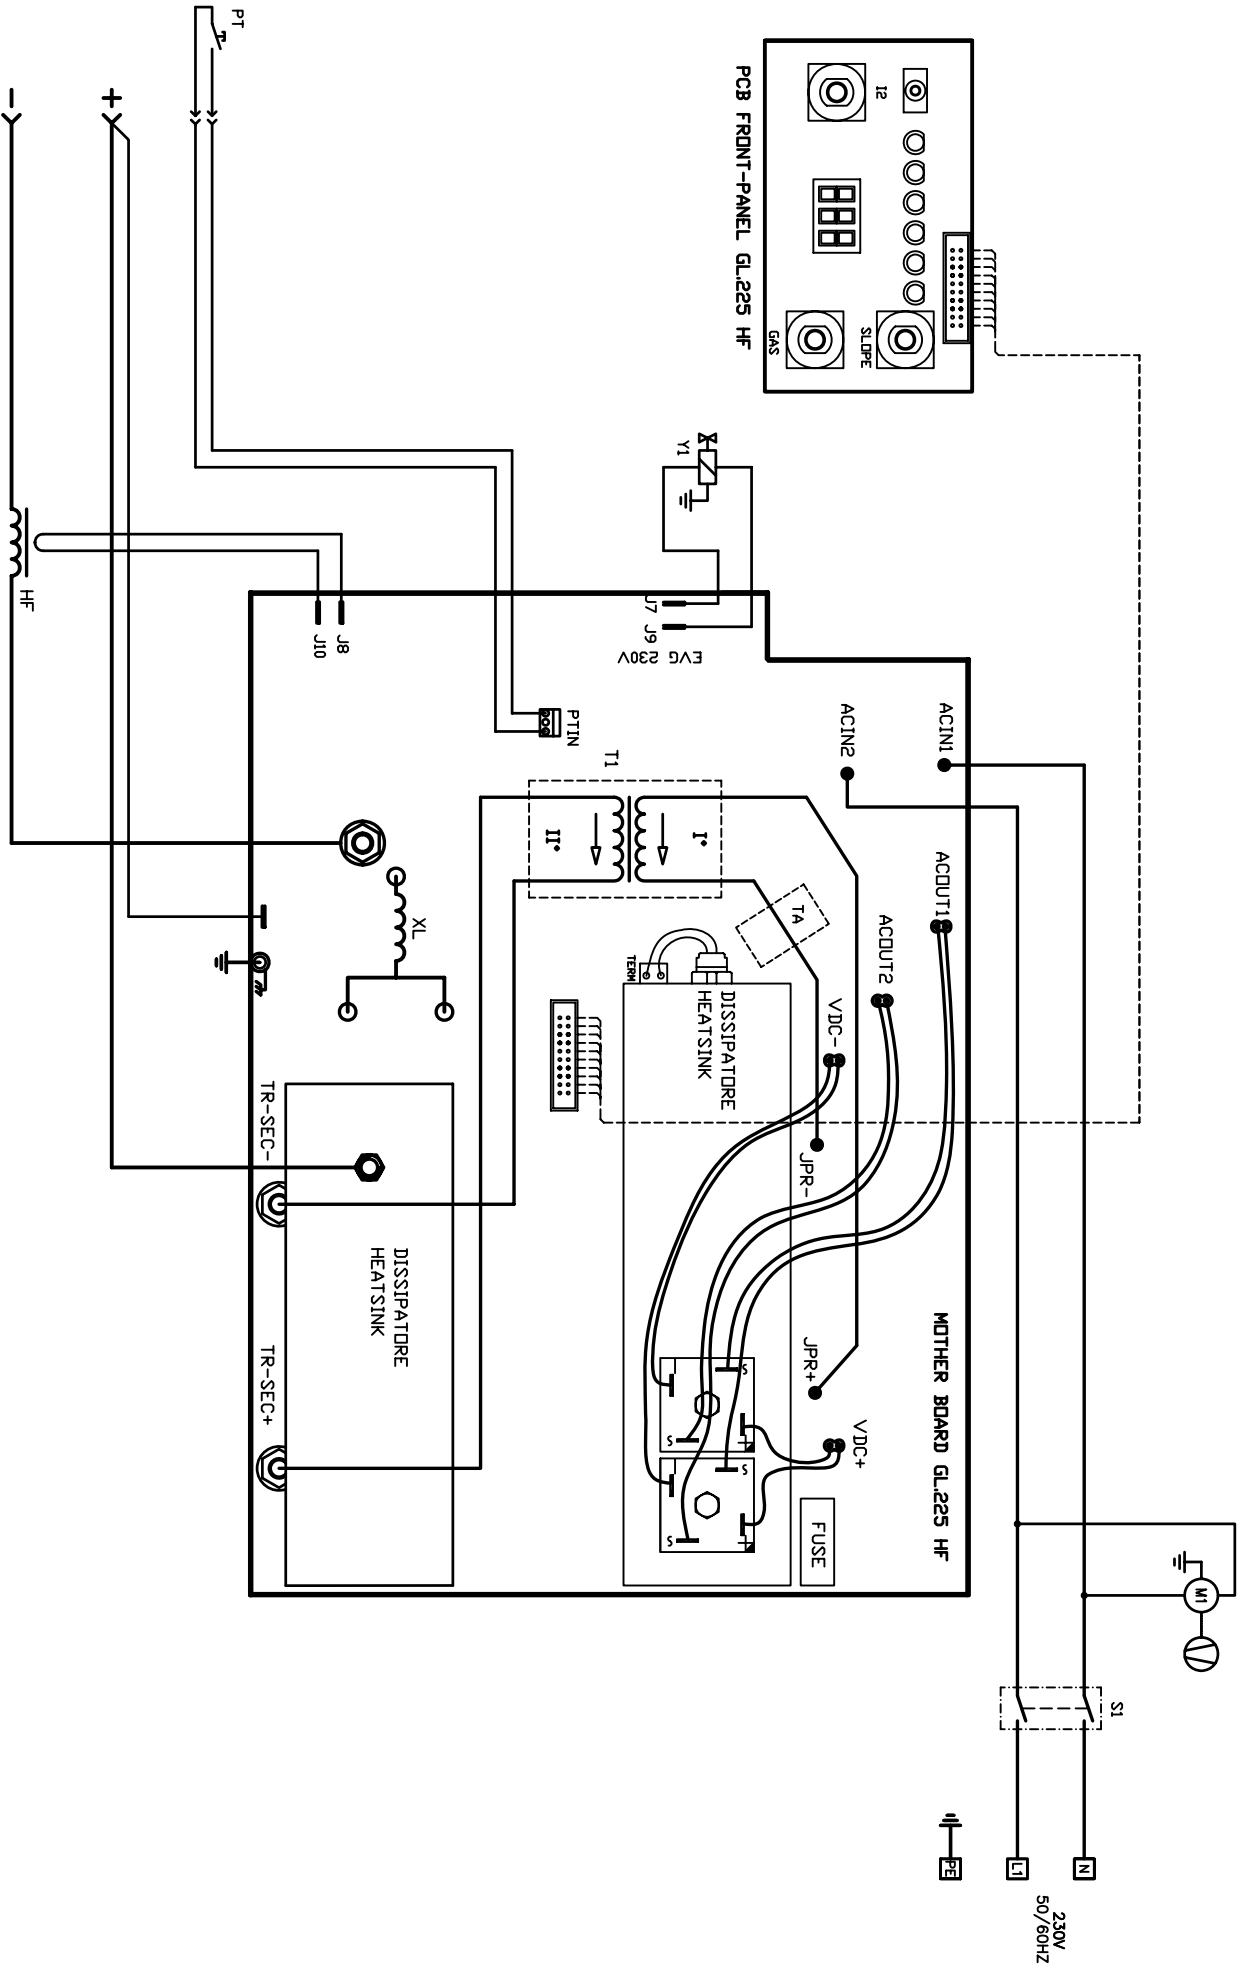 PT
-
+
I2
SLOPE
GAS
PCB FRONT-PANEL GL.225 HF
Y1
HF
J7
J9
EVG 230V
J8
J10
PTIN
T1
I°
II°
ACIN1
ACIN2
ACOUT1
ACOUT2
TA
XL
TERM
DISSIPATORE
HEATSINK
VDC-
JPR-
TR-SEC-
DISSIPATORE
HEATSINK
TR-SEC+
JPR+
VDC+
S
S
S
S
FUSE
MOTHER BOARD GL.225 HF
M1
S1
N
L1
PE
230V
50/60HZ